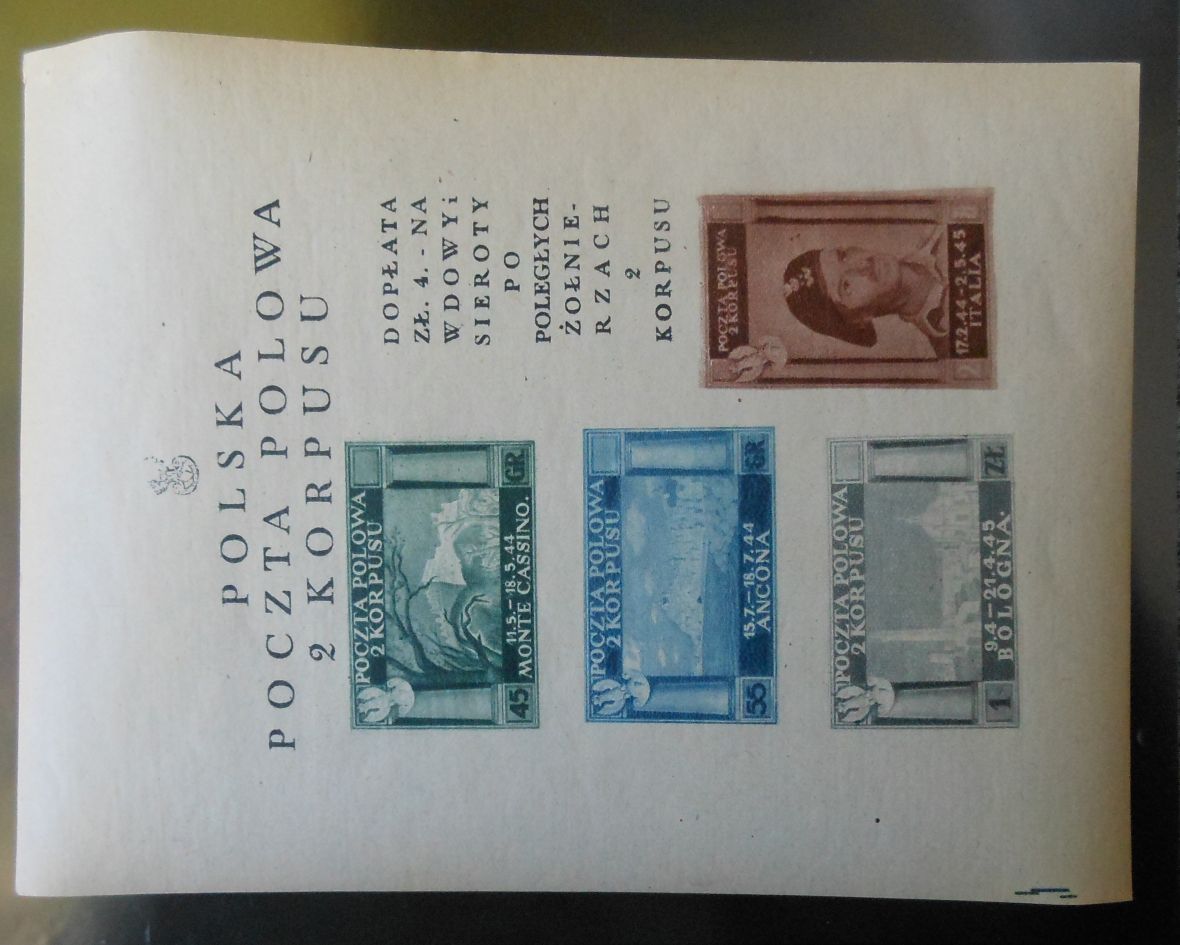 POLSKA
POCZTA POLOWA
2 KORPUSU
DOPŁATA
ZŁ. 4.-NA
WDOWY i
SIEROTY
PO
POLEGŁYCH
ŻOŁNIE-
RZACH
2
KORPUSU
POCZTA POLOWA
2 KORPUSU
11.5.–18.5.44
MONTE CASSINO.
45
GR
POCZTA POLOWA
2 KORPUSU
15.7.–18.7.44
ANCONA
55
GR
POCZTA POLOWA
2 KORPUSU
9.4–21.4.45
BOLOGNA.
1
ZŁ
POCZTA POLOWA
2 KORPUSU
17.2.44–2.5.45
ITALIA
2